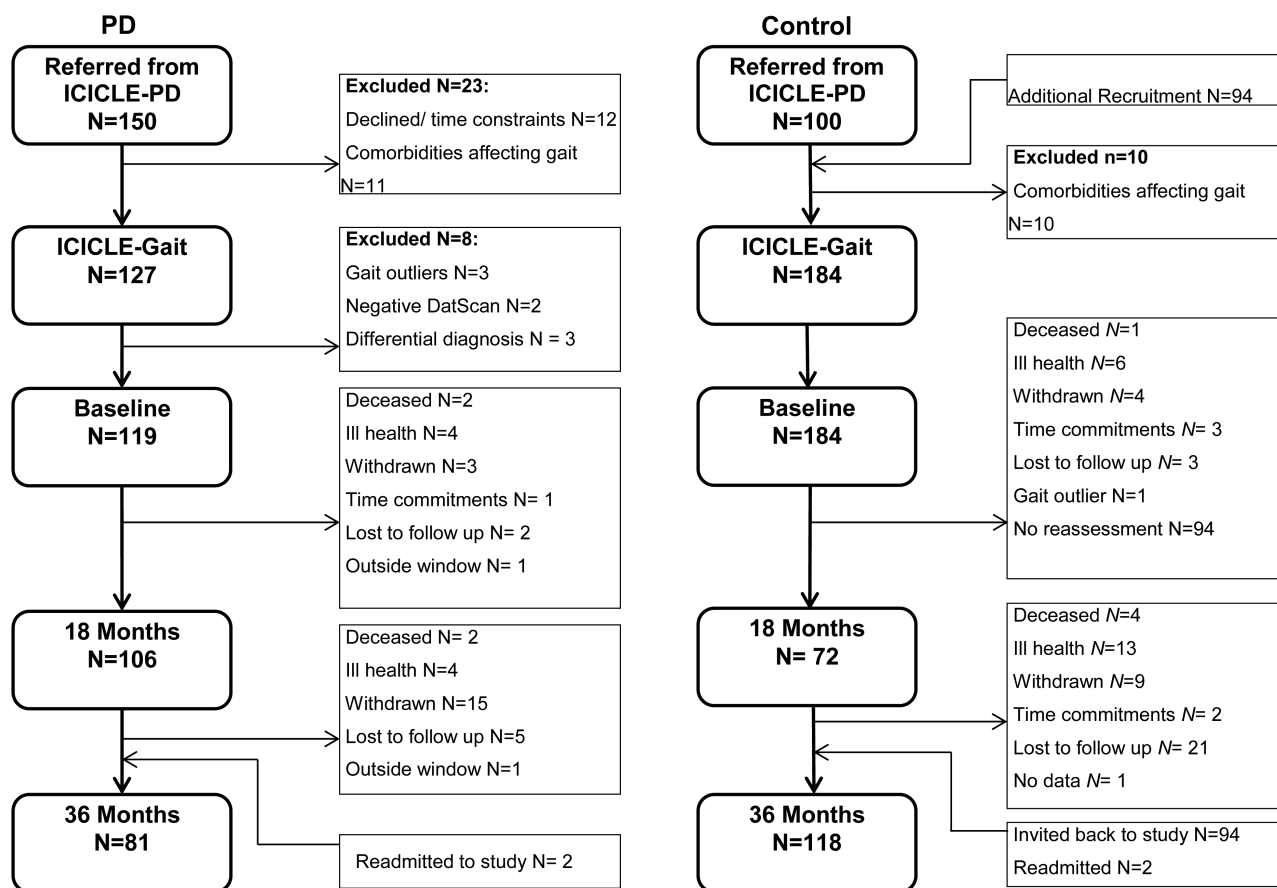 PD
Referred from
ICICLE-PD
N=150
Excluded N=23:
Declined/ time constraints N=12
Comorbidities affecting gait
N=11
ICICLE-Gait
N=127
Excluded N=8:
Gait outliers N=3
Negative DatScan N=2
Differential diagnosis N = 3
Baseline
N=119
Deceased N=2
Ill health N=4
Withdrawn N=3
Time commitments N= 1
Lost to follow up N= 2
Outside window N= 1
18 Months
N=106
Deceased N= 2
Ill health N=4
Withdrawn N=15
Lost to follow up N=5
Outside window N=1
36 Months
N=81
Readmitted to study N= 2
Control
Referred from
ICICLE-PD
N=100
Additional Recruitment N=94
Excluded n=10
Comorbidities affecting gait
N=10
ICICLE-Gait
N=184
Baseline
N=184
Deceased N=1
Ill health N=6
Withdrawn N=4
Time commitments N= 3
Lost to follow up N= 3
Gait outlier N=1
No reassessment N=94
18 Months
N= 72
Deceased N=4
Ill health N=13
Withdrawn N=9
Time commitments N= 2
Lost to follow up N= 21
No data N= 1
36 Months
N=118
Invited back to study N=94
Readmitted N=2